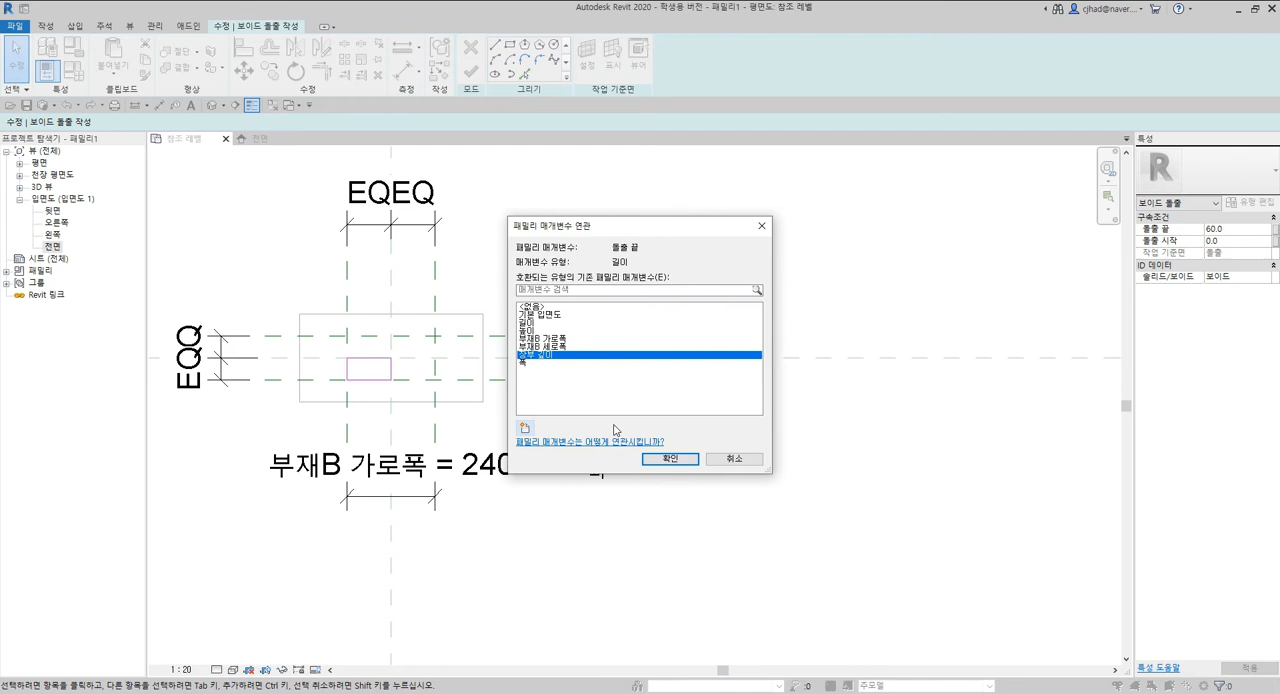 Autodesk Revit 2020 - 학생용 버전 - 평면도: 참조 레벨
cjhad@naver....
파일 작성 삽입 주석 뷰 관리 애드인 수정 | 보이드 돌출 작성
수정 붙여넣기 절단 결합 설정 표시 뷰어
선택 특성 클립보드 형상 수정 측정 작성 모드 그리기 작업 기준면
수정 | 보이드 돌출 작성
프로젝트 탐색기 - 패밀리1
뷰 (전체)
평면
천장 평면도
3D 뷰
입면도 (입면도 1)
뒷면
오른쪽
왼쪽
전면
시트 (전체)
패밀리
그룹
Revit 링크
참조 레벨
전면
EQEQ
EQQ
부재B 가로폭 = 240
패밀리 매개변수 연관
패밀리 매개변수: 돌출 끝
매개변수 유형: 길이
호환되는 유형의 기존 패밀리 매개변수(E):
매개변수 검색
<없음>
기본 입면도
길이
높이
부재B 가로폭
부재B 세로폭
장부 깊이
폭
패밀리 매개변수는 어떻게 연관시킵니까?
확인 취소
특성
보이드 돌출 유형 편집
구속조건
돌출 끝 60.0
돌출 시작 0.0
작업 기준면 돌출
ID 데이터
솔리드/보이드 보이드
특성 도움말 적용
1 : 20
선택하려면 항목을 클릭하고, 다른 항목을 선택하려면 Tab 키, 추가하려면 Ctrl 키, 선택 취소하려면 Shift 키를 누르십시오.
:0 주모델 :0